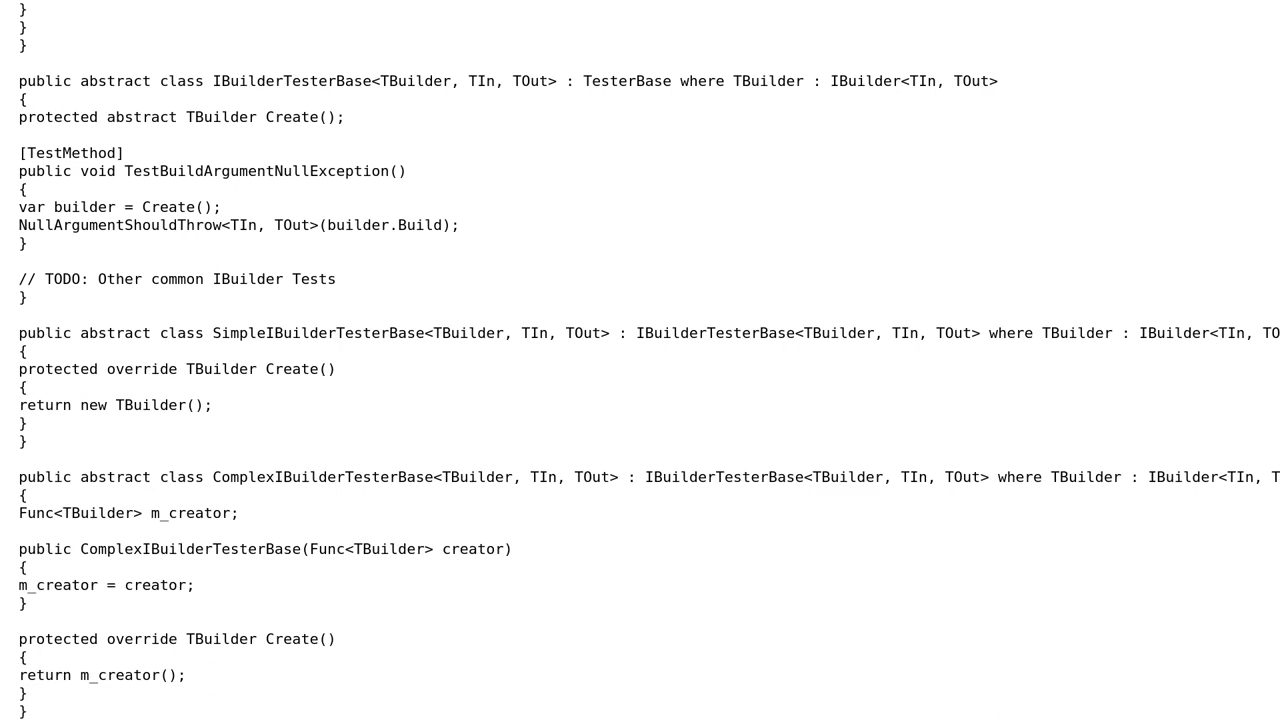 }
}
}
public abstract class IBuilderTesterBase<TBuilder, TIn, TOut> : TesterBase where TBuilder : IBuilder<TIn, TOut>
{
protected abstract TBuilder Create();
[TestMethod]
public void TestBuildArgumentNullException()
{
var builder = Create();
NullArgumentShouldThrow<TIn, TOut>(builder.Build);
}
// TODO: Other common IBuilder Tests
}
public abstract class SimpleIBuilderTesterBase<TBuilder, TIn, TOut> : IBuilderTesterBase<TBuilder, TIn, TOut> where TBuilder : IBuilder<TIn, TO
{
protected override TBuilder Create()
{
return new TBuilder();
}
}
public abstract class ComplexIBuilderTesterBase<TBuilder, TIn, TOut> : IBuilderTesterBase<TBuilder, TIn, TOut> where TBuilder : IBuilder<TIn, T
{
Func<TBuilder> m_creator;
public ComplexIBuilderTesterBase(Func<TBuilder> creator)
{
m_creator = creator;
}
protected override TBuilder Create()
{
return m_creator();
}
}